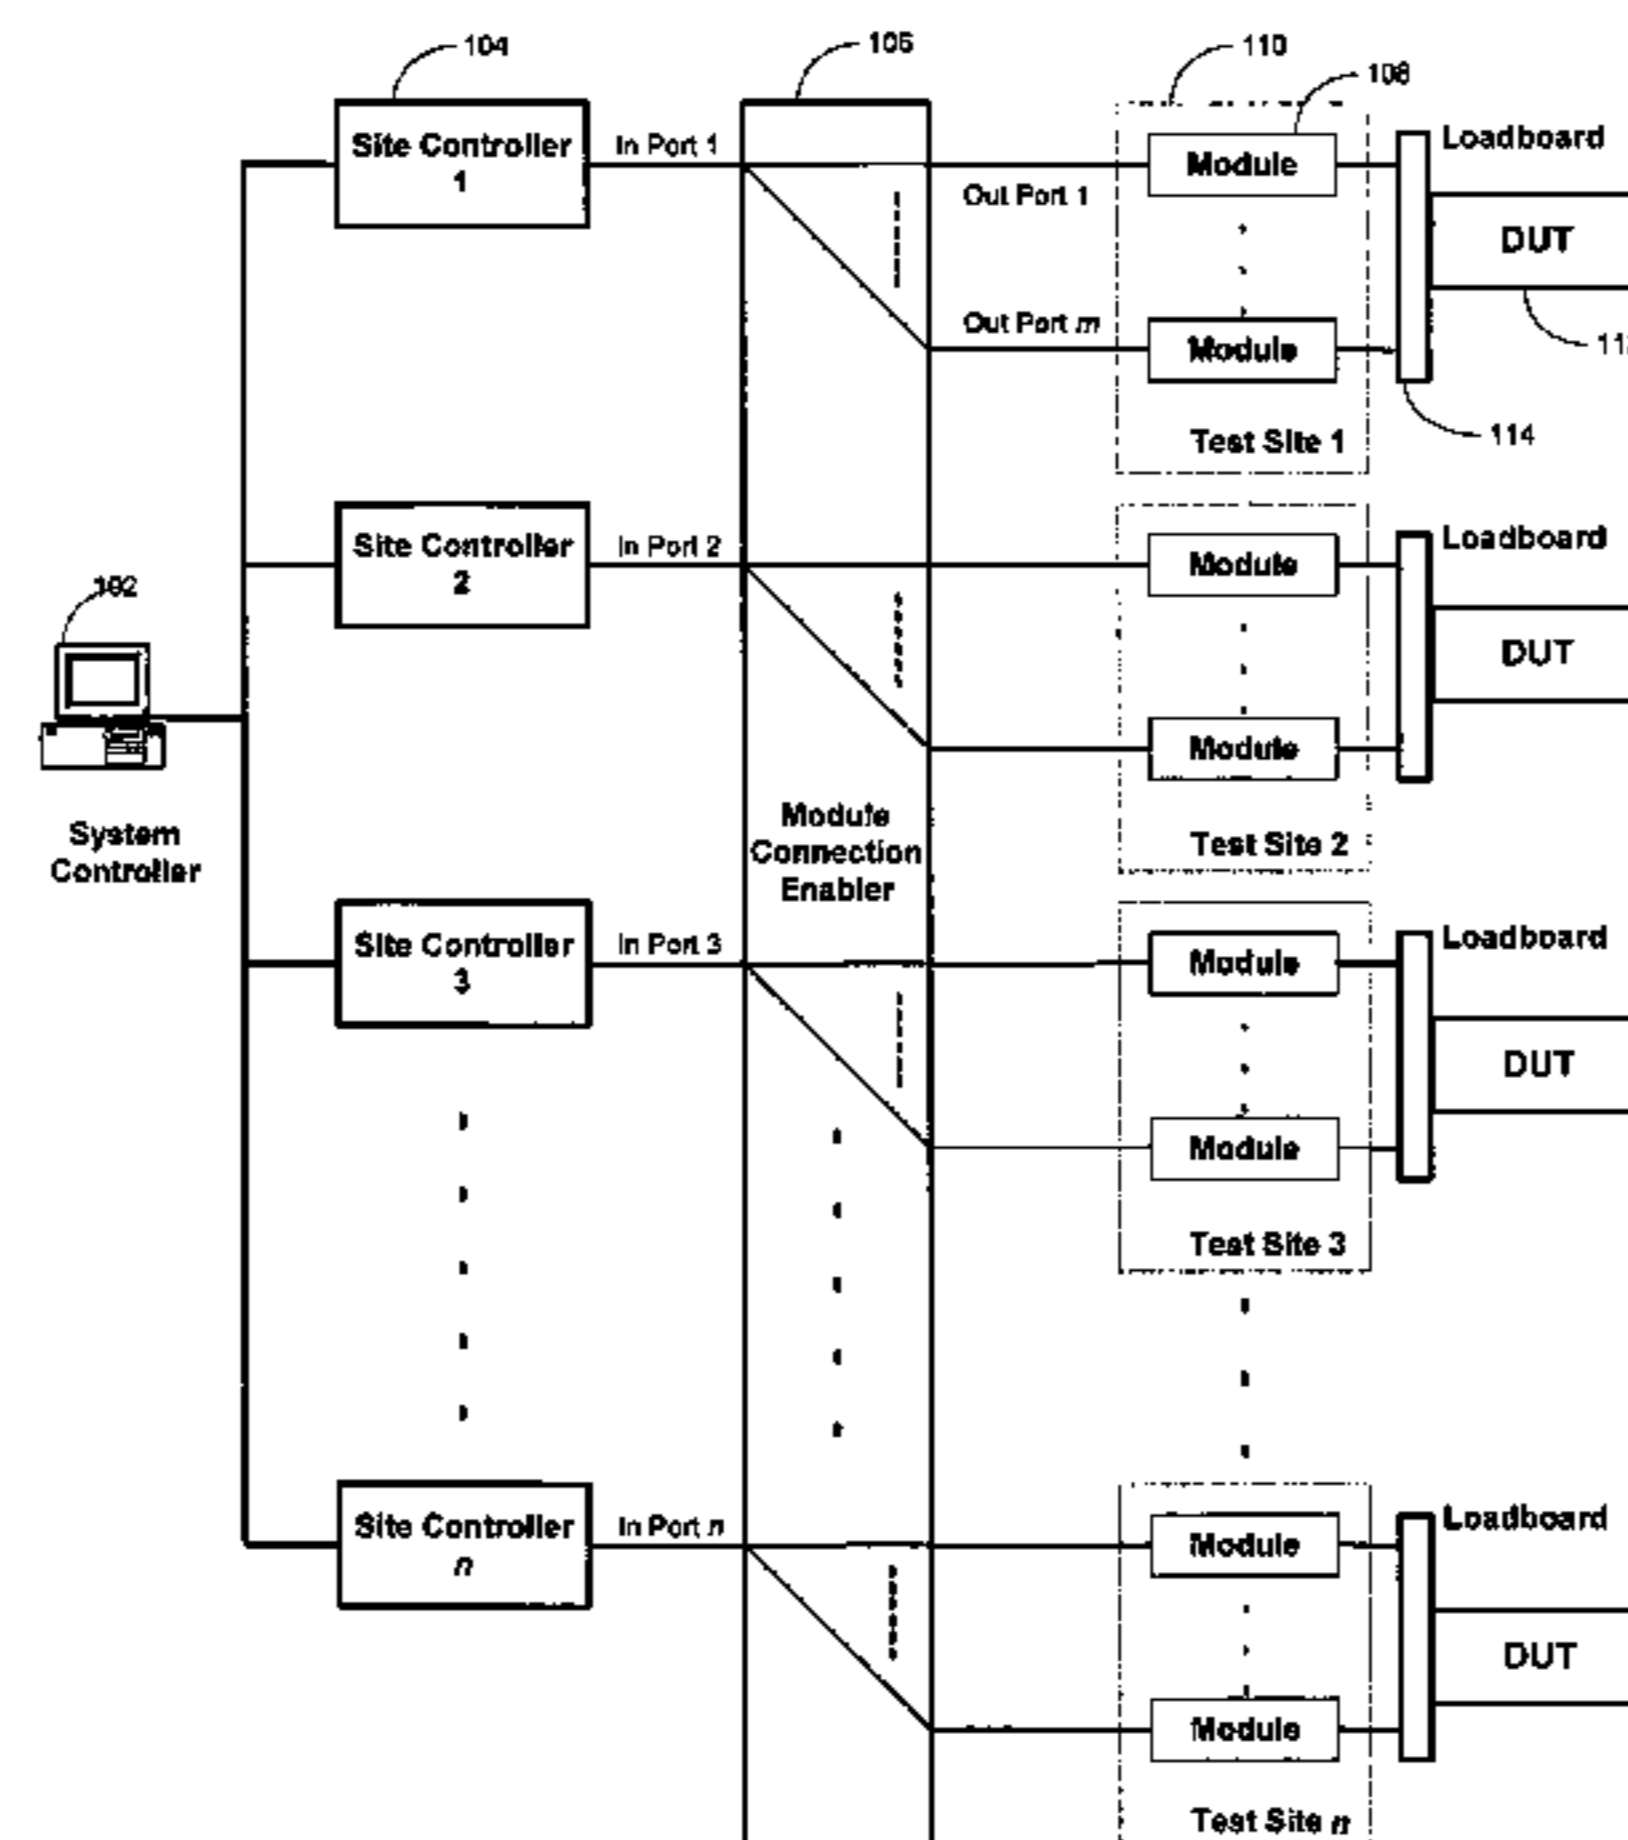 104
106
110
108
Site Controller
1
In Port 1
Out Port 1
Out Port m
Module
Module
Test Site 1
Loadboard
DUT
114
Site Controller
2
In Port 2
Module
Module
Test Site 2
Loadboard
DUT
102
System
Controller
Module
Connection
Enabler
Site Controller
3
In Port 3
Module
Module
Test Site 3
Loadboard
DUT
Site Controller
n
In Port n
Module
Module
Test Site n
Loadboard
DUT